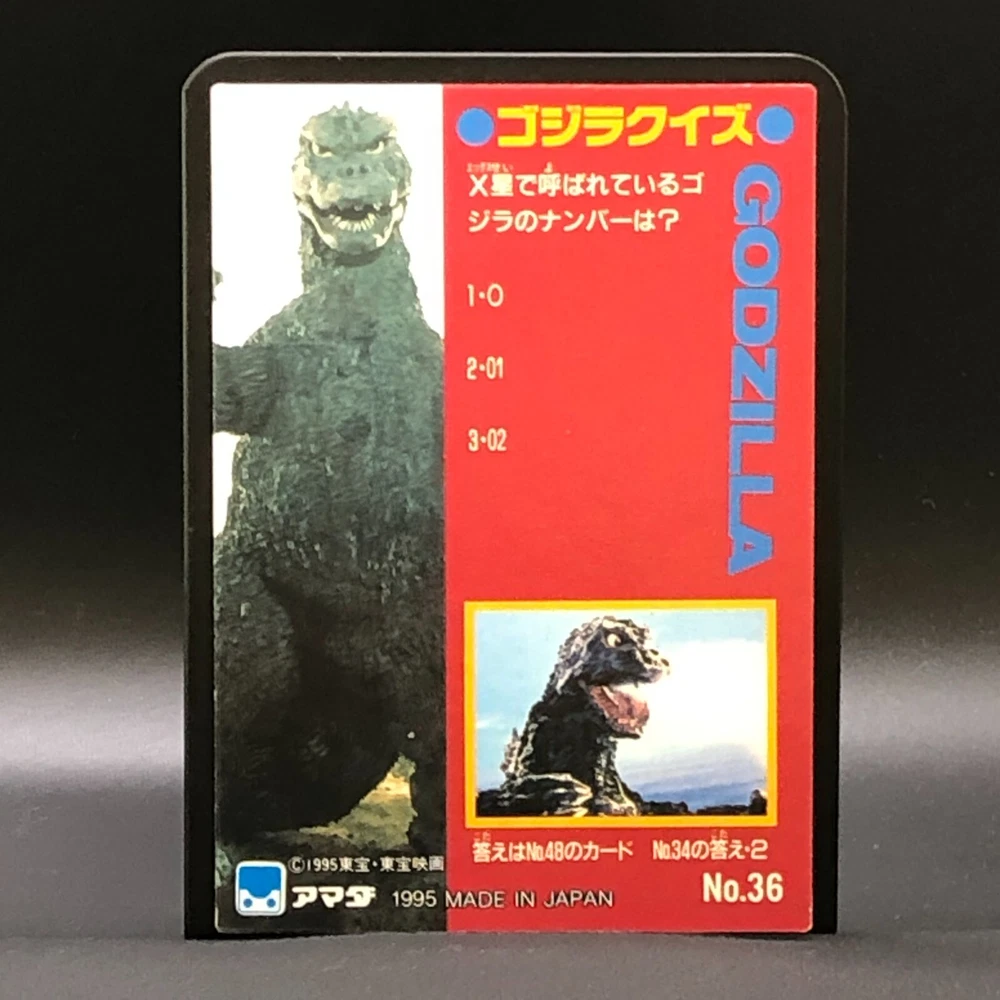 ●ゴジラクイズ●
X星で呼ばれているゴ
ジラのナンバーは?
1・0
2・01
3・02
GODZILLA
答えはNo.48のカード No.34の答え・2
©1995東宝・東宝映画
アマダ 1995 MADE IN JAPAN
No.36